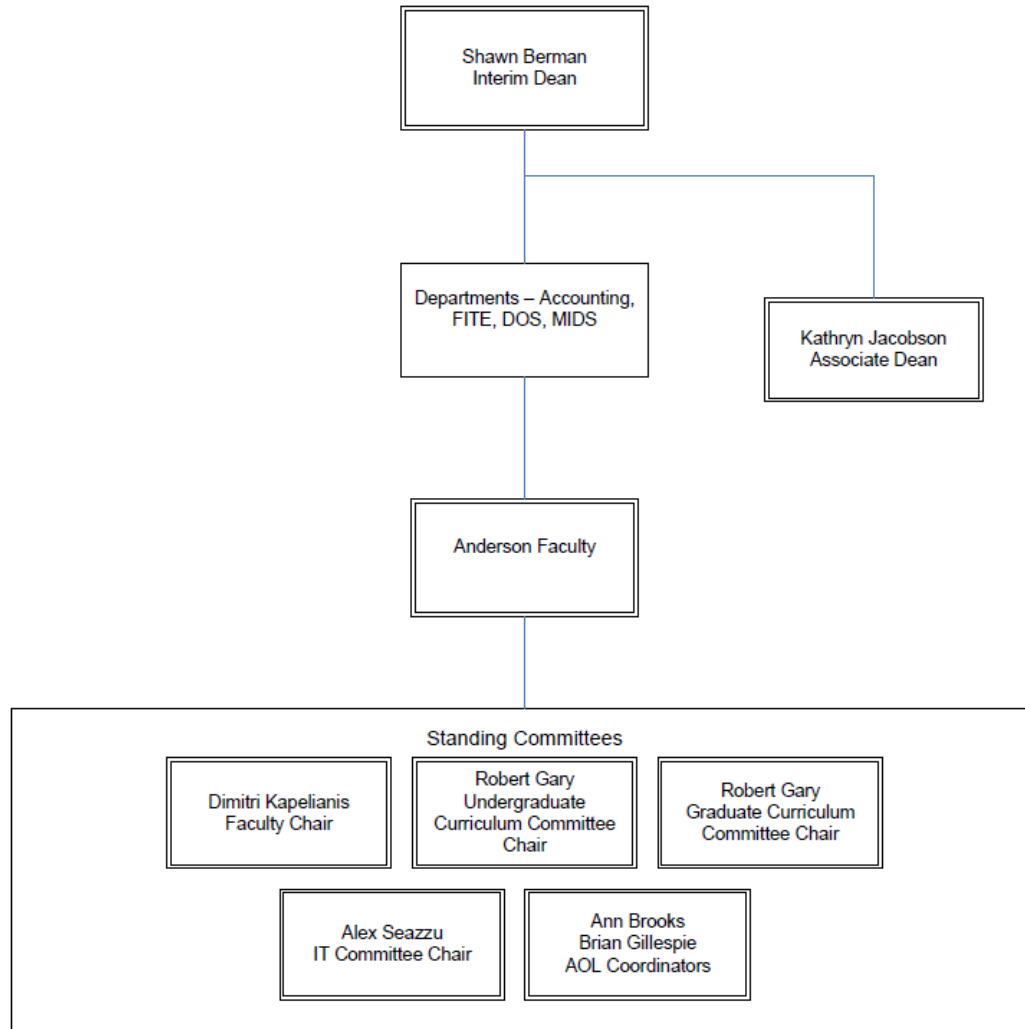 Shawn Berman
Interim Dean
Departments – Accounting,
FITE, DOS, MIDS
Kathryn Jacobson
Associate Dean
Anderson Faculty
Standing Committees
Dimitri Kapelianis
Faculty Chair
Robert Gary
Undergraduate
Curriculum Committee
Chair
Robert Gary
Graduate Curriculum
Committee Chair
Alex Seazzu
IT Committee Chair
Ann Brooks
Brian Gillespie
AOL Coordinators